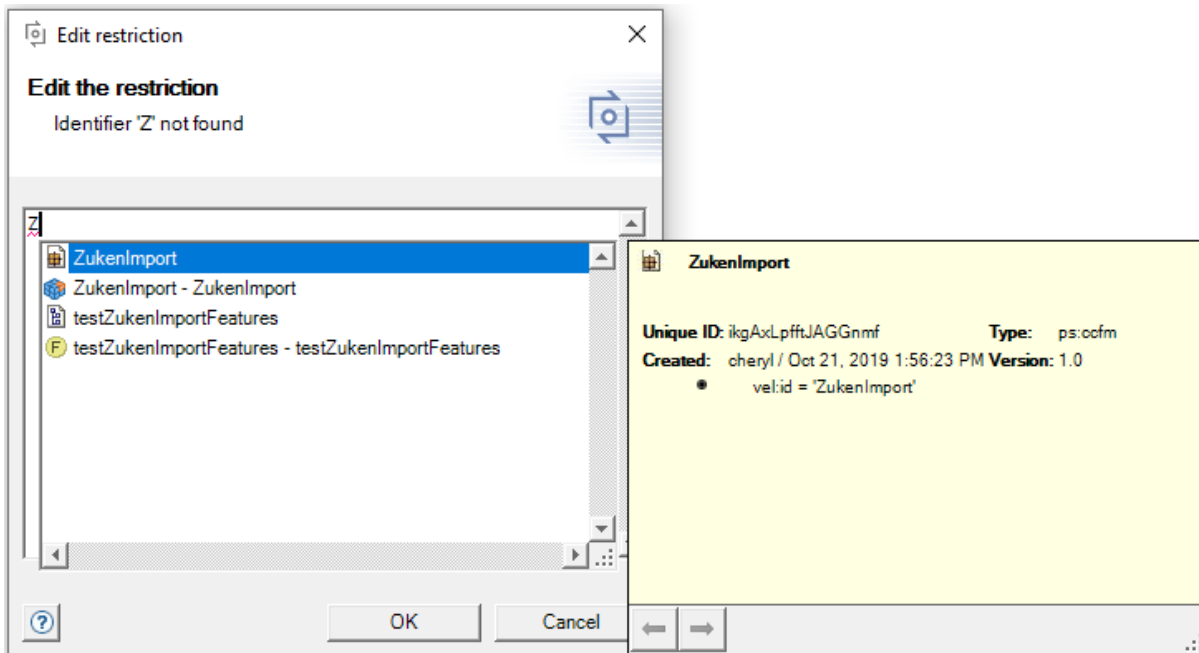 Edit restriction
Edit the restriction
Identifier 'Z' not found
Z
ZukenImport
ZukenImport - ZukenImport
testZukenImportFeatures
F testZukenImportFeatures - testZukenImportFeatures
OK
Cancel
ZukenImport
Unique ID: ikgAxLpfftJAGGnmf Type: ps:ccfm
Created: cheryl / Oct 21, 2019 1:56:23 PM Version: 1.0
vel:id = 'ZukenImport'